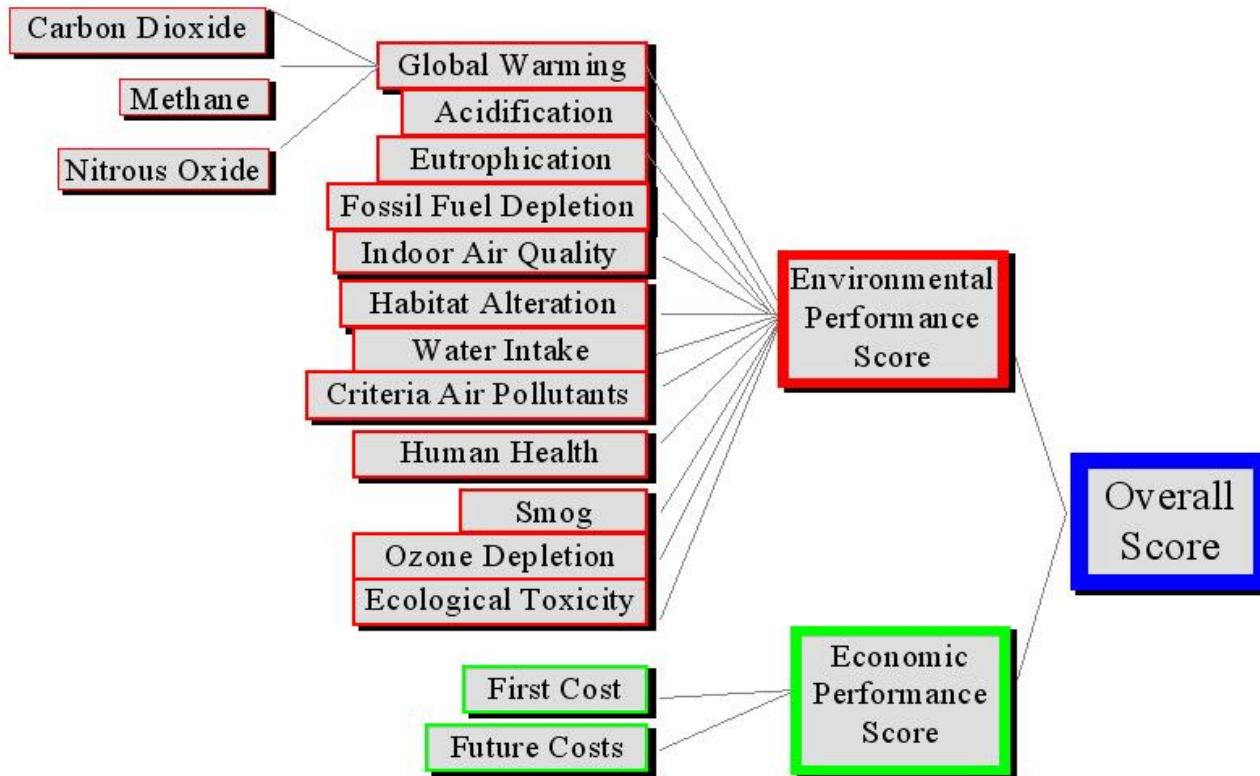 Carbon Dioxide
Methane
Nitrous Oxide
Global Warming
Acidification
Eutrophication
Fossil Fuel Depletion
Indoor Air Quality
Habitat Alteration
Water Intake
Criteria Air Pollutants
Human Health
Smog
Ozone Depletion
Ecological Toxicity
First Cost
Future Costs
Environmental
Performance
Score
Economic
Performance
Score
Overall
Score